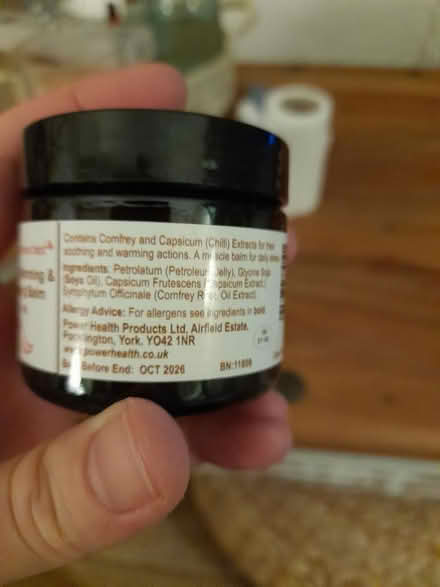 Contains Comfrey and Capsicum (Chilli) Extracts for their
soothing and warming actions. A muscle balm for daily
Ingredients: Petrolatum (Petroleum Jelly), Glycine Soja
(Soya Oil), Capsicum Frutescens (Capsicum Extract),
Symphytum Officinale (Comfrey Root Oil Extract).
Allergy Advice: For allergens see ingredients in bold.
Power Health Products Ltd, Airfield Estate,
Pocklington, York. YO42 1NR
www.powerhealth.co.uk
Best Before End: OCT 2026 BN:
&
Balm